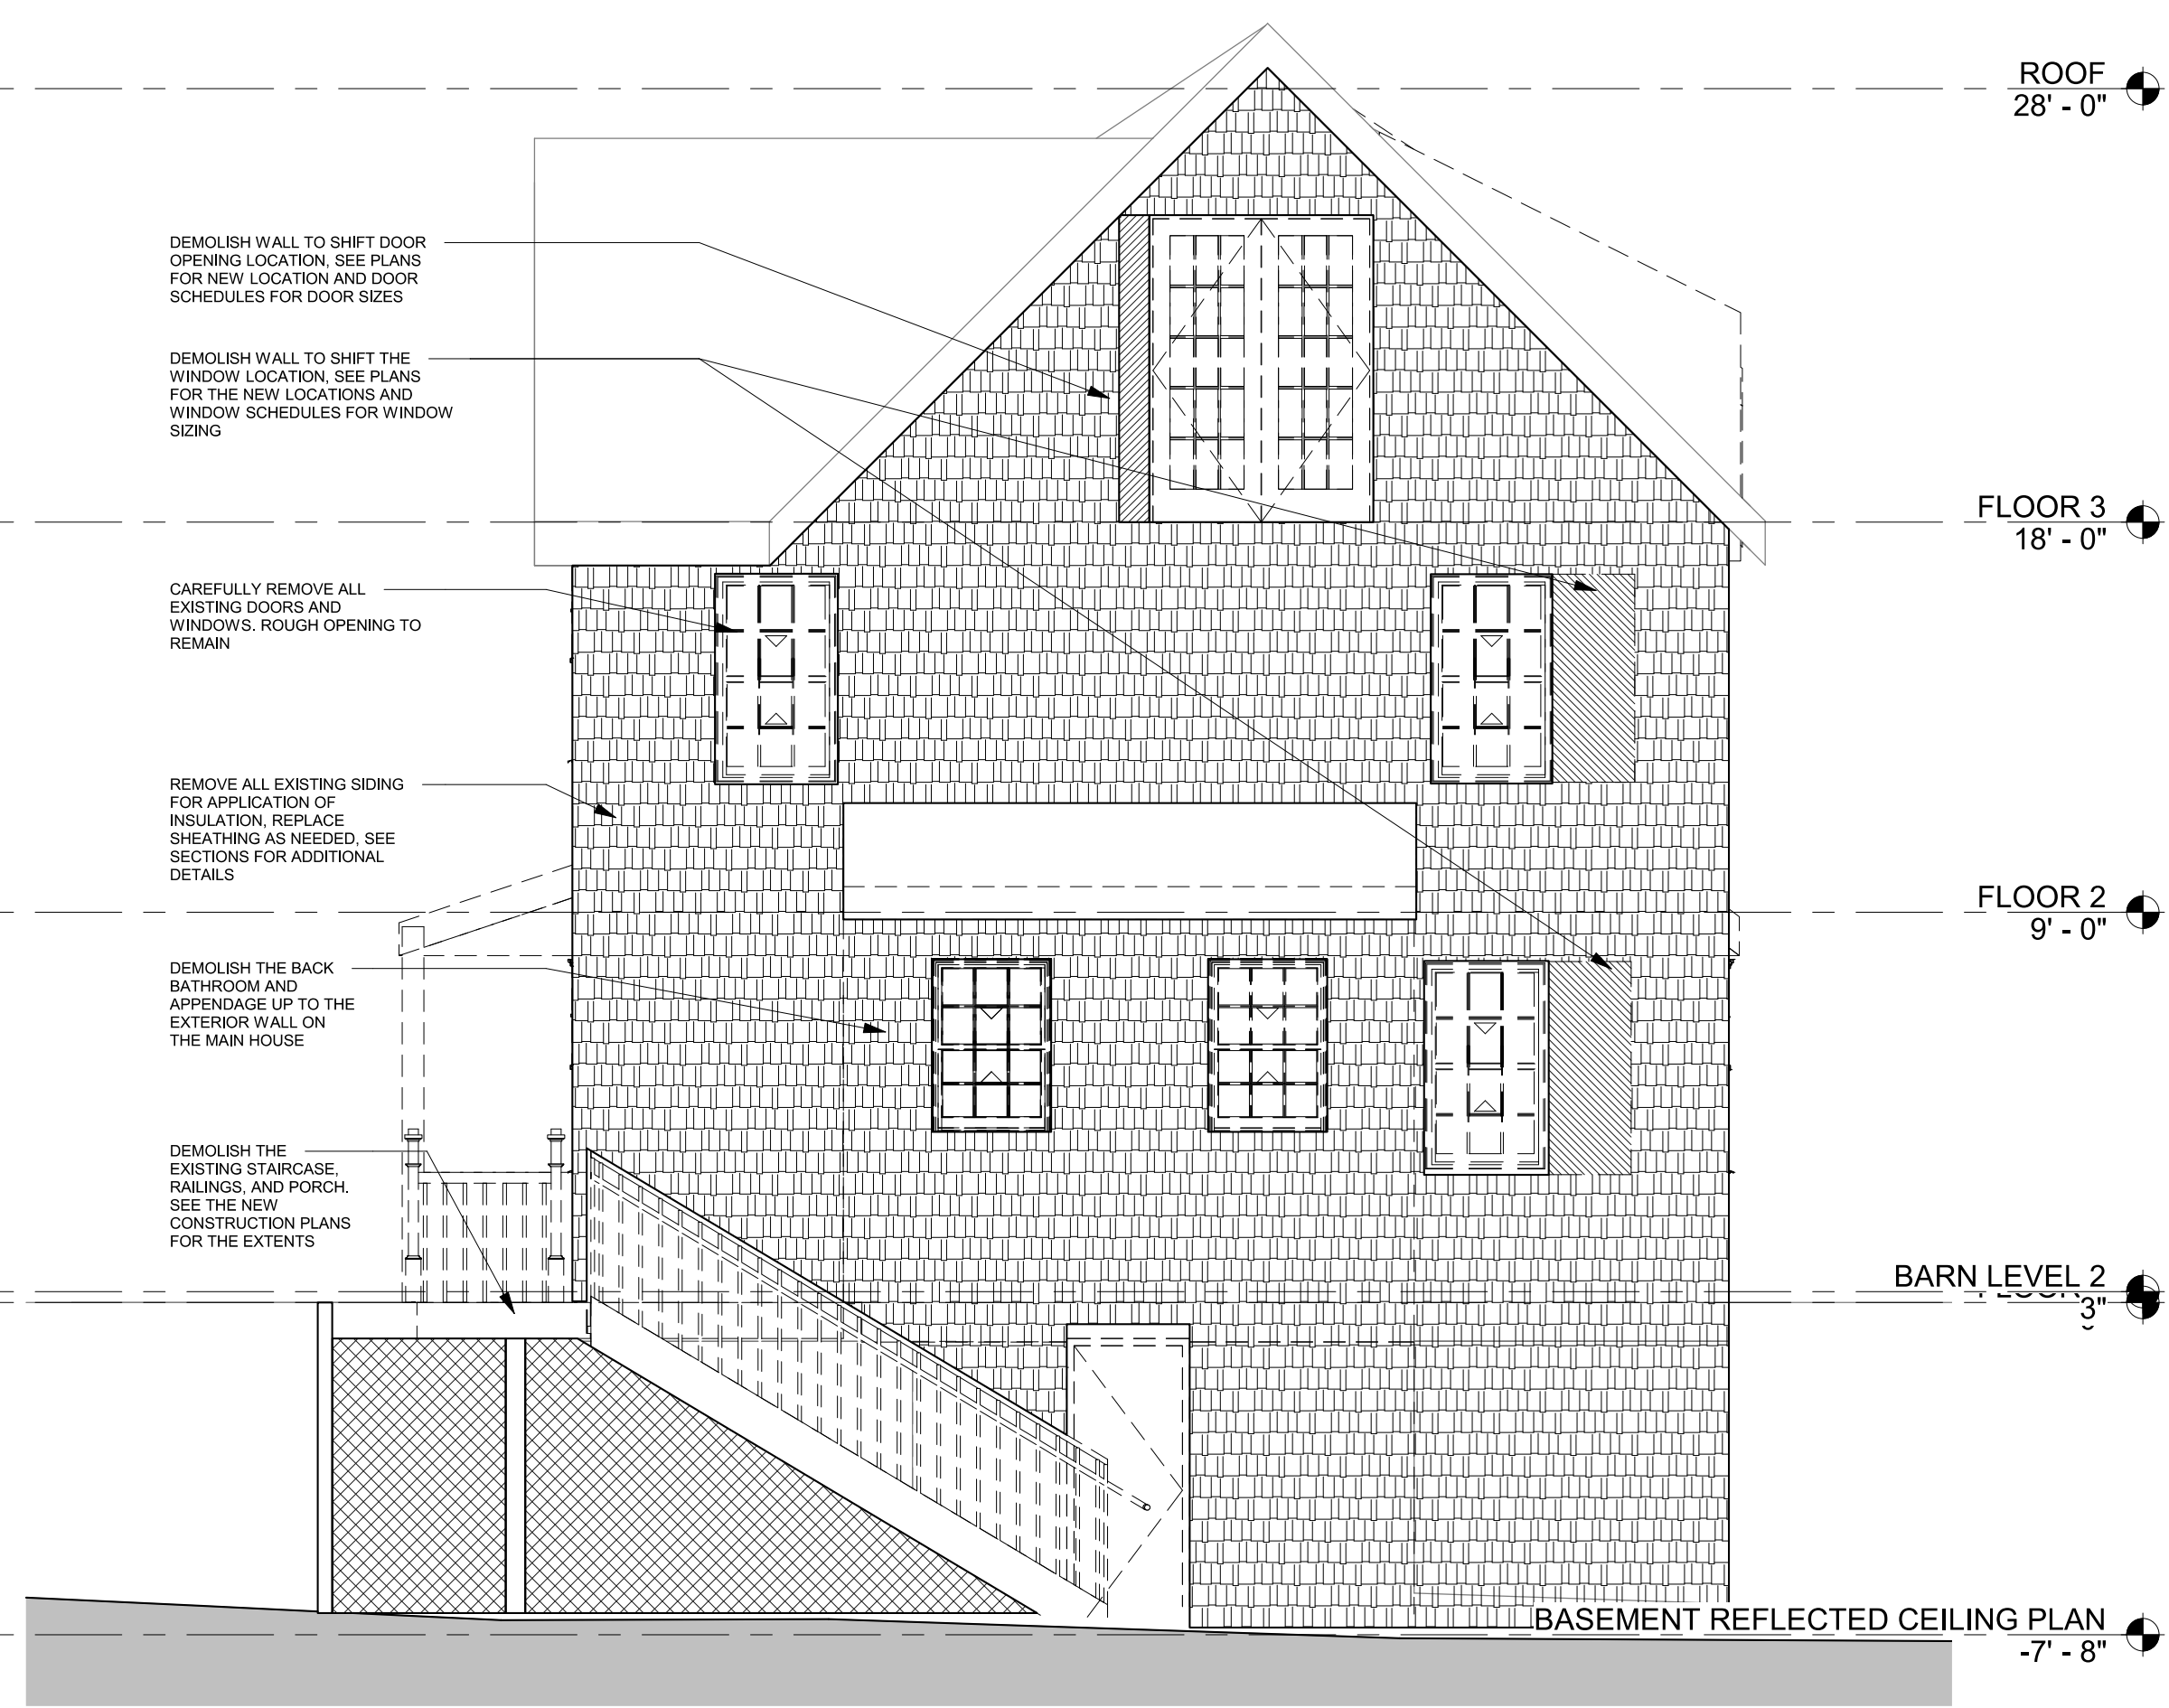 ROOF
28' - 0"
DEMOLISH WALL TO SHIFT DOOR
OPENING LOCATION, SEE PLANS
FOR NEW LOCATION AND DOOR
SCHEDULES FOR DOOR SIZES
DEMOLISH WALL TO SHIFT THE
WINDOW LOCATION, SEE PLANS
FOR THE NEW LOCATIONS AND
WINDOW SCHEDULES FOR WINDOW
SIZING
FLOOR 3
18' - 0"
CAREFULLY REMOVE ALL
EXISTING DOORS AND
WINDOWS. ROUGH OPENING TO
REMAIN
REMOVE ALL EXISTING SIDING
FOR APPLICATION OF
INSULATION, REPLACE
SHEATHING AS NEEDED, SEE
SECTIONS FOR ADDITIONAL
DETAILS
FLOOR 2
9' - 0"
DEMOLISH THE BACK
BATHROOM AND
APPENDAGE UP TO THE
EXTERIOR WALL ON
THE MAIN HOUSE
DEMOLISH THE
EXISTING STAIRCASE,
RAILINGS, AND PORCH.
SEE THE NEW
CONSTRUCTION PLANS
FOR THE EXTENTS
BARN LEVEL 2
3"
BASEMENT REFLECTED CEILING PLAN
-7' - 8"